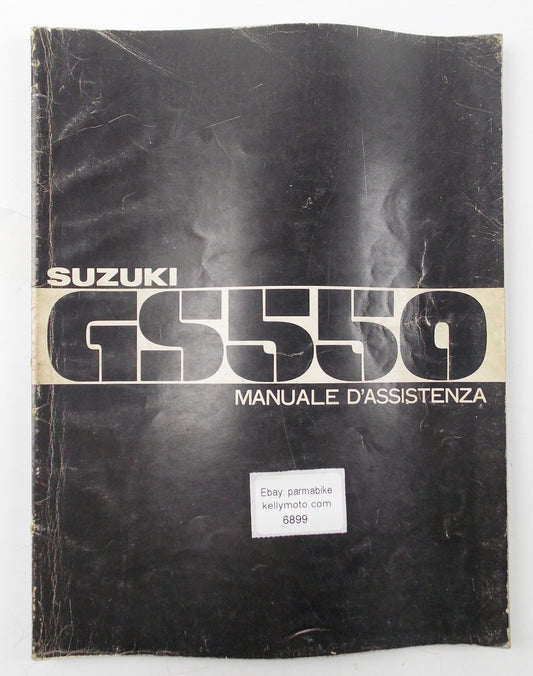 SUZUKI
GS550
MANUALE D'ASSISTENZA
Ebay parmabike
kellymoto.com
6899